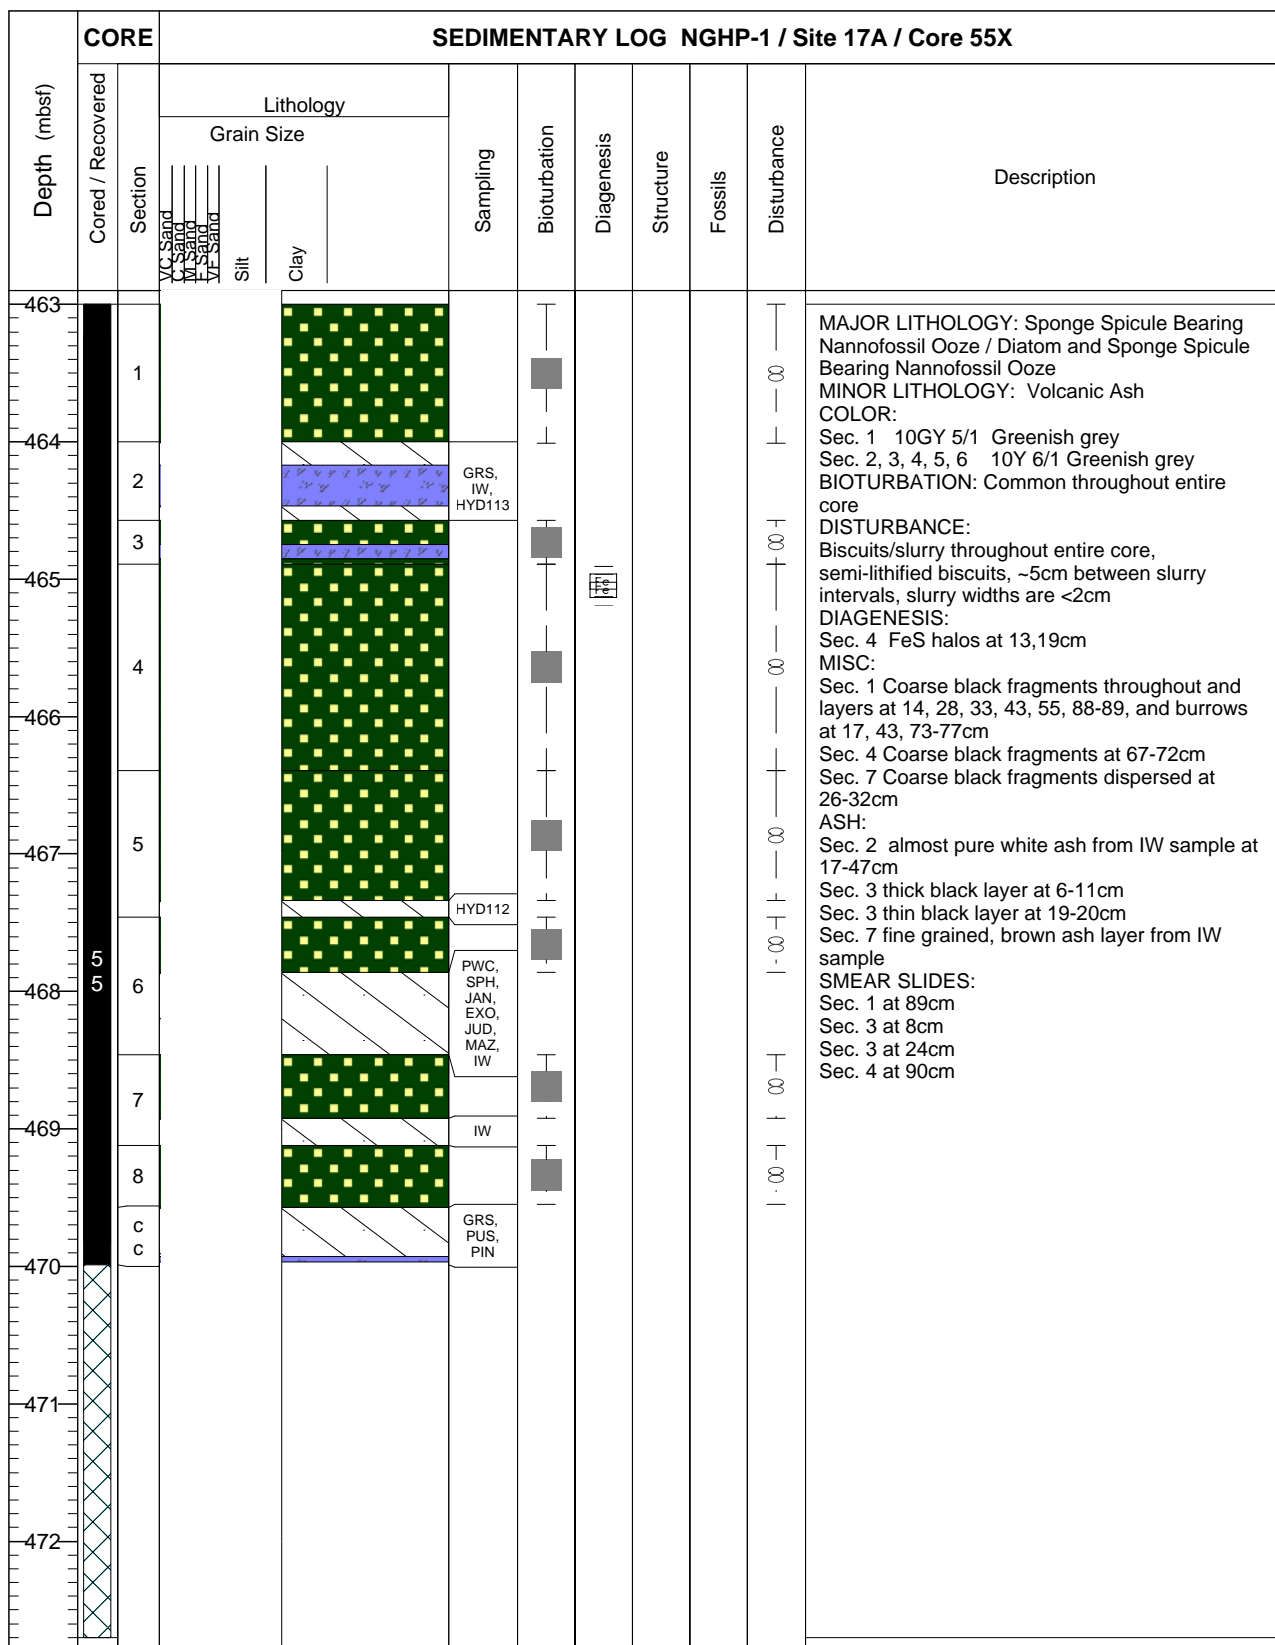 CORE
SEDIMENTARY LOG NGHP-1 / Site 17A / Core 55X
Depth (mbsf)
Cored / Recovered
Section
Lithology
Grain Size
VC Sand
C Sand
M Sand
F Sand
VF Sand
Silt
Clay
Sampling
Bioturbation
Diagenesis
Structure
Fossils
Disturbance
Description
463
464
465
466
467
468
469
470
471
472
5
5
1
2
3
4
5
6
7
8
c
c
GRS,
IW,
HYD113
HYD112
PWC,
SPH,
JAN,
EXO,
JUD,
MAZ,
IW
IW
GRS,
PUS,
PIN
Fe
Fe
MAJOR LITHOLOGY: Sponge Spicule Bearing
Nannofossil Ooze / Diatom and Sponge Spicule
Bearing Nannofossil Ooze
MINOR LITHOLOGY: Volcanic Ash
COLOR:
Sec. 1 10GY 5/1 Greenish grey
Sec. 2, 3, 4, 5, 6 10Y 6/1 Greenish grey
BIOTURBATION: Common throughout entire
core
DISTURBANCE:
Biscuits/slurry throughout entire core,
semi-lithified biscuits, ~5cm between slurry
intervals, slurry widths are <2cm
DIAGENESIS:
Sec. 4 FeS halos at 13,19cm
MISC:
Sec. 1 Coarse black fragments throughout and
layers at 14, 28, 33, 43, 55, 88-89, and burrows
at 17, 43, 73-77cm
Sec. 4 Coarse black fragments at 67-72cm
Sec. 7 Coarse black fragments dispersed at
26-32cm
ASH:
Sec. 2 almost pure white ash from IW sample at
17-47cm
Sec. 3 thick black layer at 6-11cm
Sec. 3 thin black layer at 19-20cm
Sec. 7 fine grained, brown ash layer from IW
sample
SMEAR SLIDES:
Sec. 1 at 89cm
Sec. 3 at 8cm
Sec. 3 at 24cm
Sec. 4 at 90cm